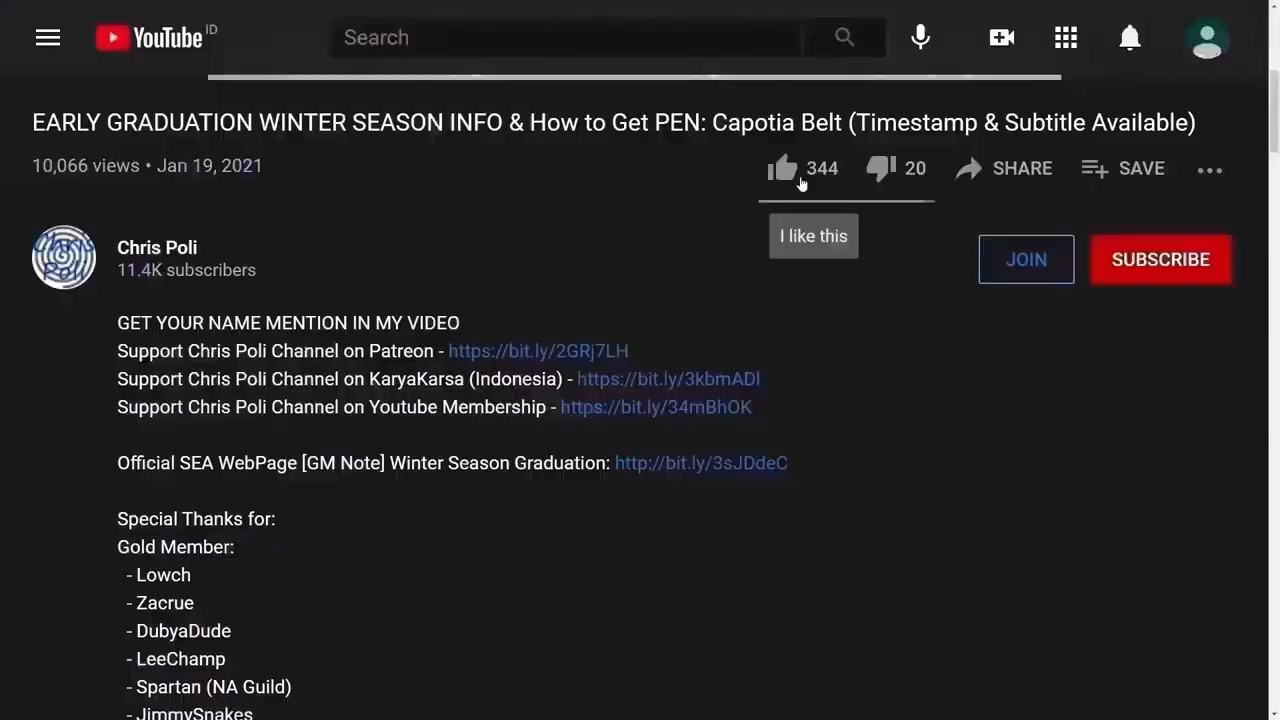 YouTube ID
Search
EARLY GRADUATION WINTER SEASON INFO & How to Get PEN: Capotia Belt (Timestamp & Subtitle Available)
10,066 views • Jan 19, 2021
344 20 SHARE SAVE
I like this
Chris Poli
11.4K subscribers
JOIN SUBSCRIBE
GET YOUR NAME MENTION IN MY VIDEO
Support Chris Poli Channel on Patreon - https://bit.ly/2GRj7LH
Support Chris Poli Channel on KaryaKarsa (Indonesia) - https://bit.ly/3kbmADl
Support Chris Poli Channel on Youtube Membership - https://bit.ly/34mBhOK
Official SEA WebPage [GM Note] Winter Season Graduation: http://bit.ly/3sJDdeC
Special Thanks for:
Gold Member:
- Lowch
- Zacrue
- DubyaDude
- LeeChamp
- Spartan (NA Guild)
- JimmySnakes